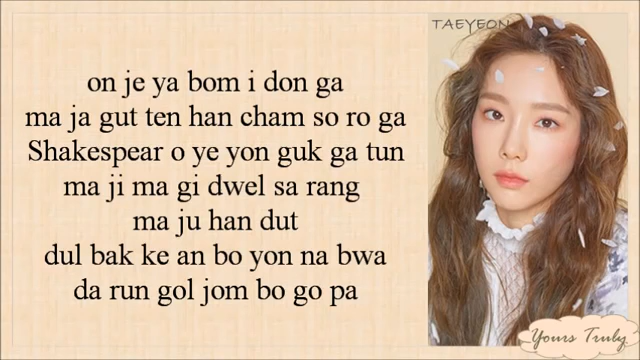 TAEYEON
on je ya bom i don ga
ma ja gut ten han cham so ro ga
Shakespear o ye yon guk ga tun
ma ji ma gi dwel sa rang
ma ju han dut
dul bak ke an bo yon na bwa
da run gol jom bo go pa
Yours Truly